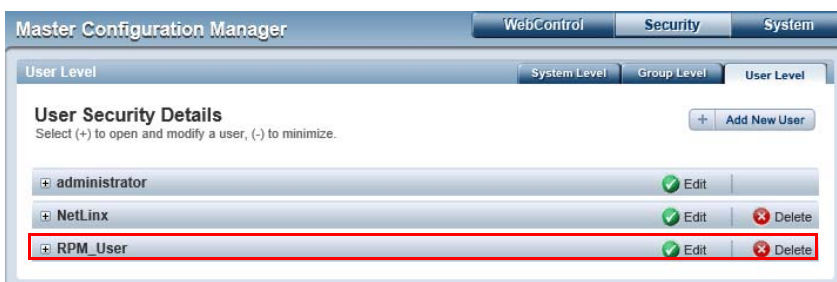 Master Configuration Manager WebControl Security System
User Level System Level Group Level User Level
User Security Details
Select (+) to open and modify a user, (-) to minimize.
+ Add New User
+ administrator Edit
+ NetLinx Edit Delete
+ RPM_User Edit Delete